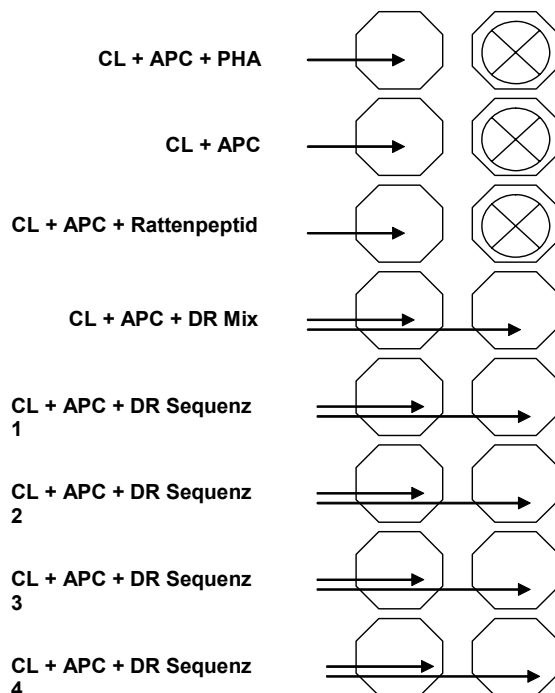 CL + APC + PHA
CL + APC
CL + APC + Rattenpeptid
CL + APC + DR Mix
CL + APC + DR Sequenz
1
CL + APC + DR Sequenz
2
CL + APC + DR Sequenz
3
CL + APC + DR Sequenz
4